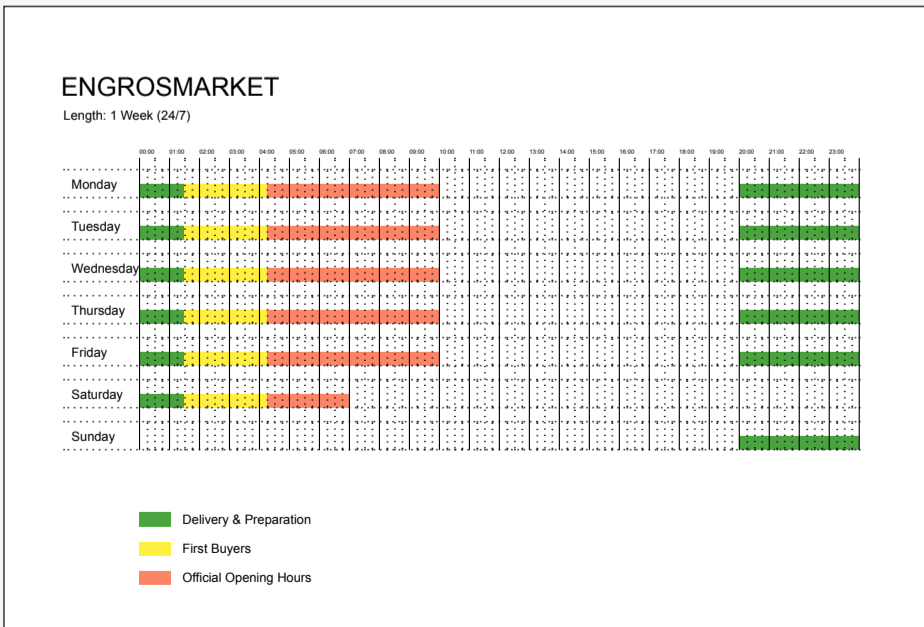 ENGROSMARKET
Length: 1 Week (24/7)
00:00 01:00 02:00 03:00 04:00 05:00 06:00 07:00 08:00 09:00 10:00 11:00 12:00 13:00 14:00 15:00 16:00 17:00 18:00 19:00 20:00 21:00 22:00 23:00
Monday
Tuesday
Wednesday
Thursday
Friday
Saturday
Sunday
Delivery & Preparation
First Buyers
Official Opening Hours